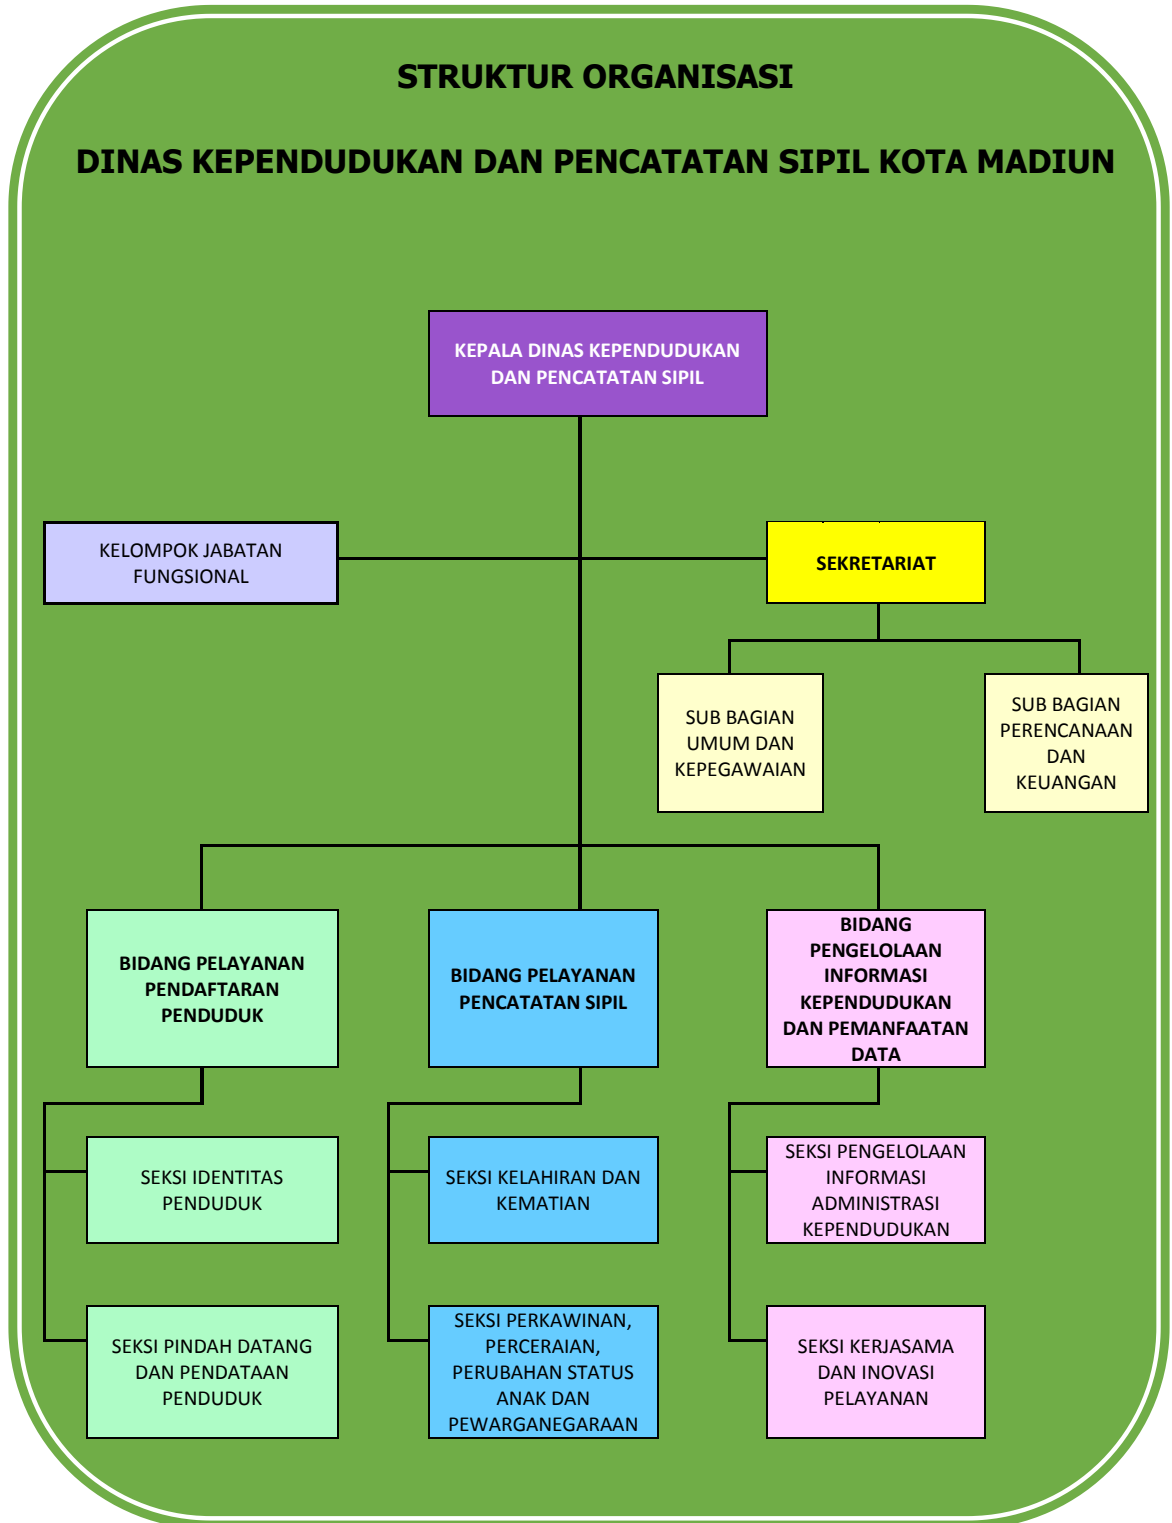 STRUKTUR ORGANISASI
DINAS KEPENDUDUKAN DAN PENCATATAN SIPIL KOTA MADIUN
KEPALA DINAS KEPENDUDUKAN
DAN PENCATATAN SIPIL
KELOMPOK JABATAN
FUNGSIONAL
SEKRETARIAT
SUB BAGIAN
UMUM DAN
KEPEGAWAIAN
SUB BAGIAN
PERENCANAAN
DAN
KEUANGAN
BIDANG PELAYANAN
PENDAFTARAN
PENDUDUK
BIDANG PELAYANAN
PENCATATAN SIPIL
BIDANG
PENGELOLAAN
INFORMASI
KEPENDUDUKAN
DAN PEMANFAATAN
DATA
SEKSI IDENTITAS
PENDUDUK
SEKSI KELAHIRAN DAN
KEMATIAN
SEKSI PENGELOLAAN
INFORMASI
ADMINISTRASI
KEPENDUDUKAN
SEKSI PINDAH DATANG
DAN PENDATAAN
PENDUDUK
SEKSI PERKAWINAN,
PERCERAIAN,
PERUBAHAN STATUS
ANAK DAN
PEWARGANEGARAAN
SEKSI KERJASAMA
DAN INOVASI
PELAYANAN